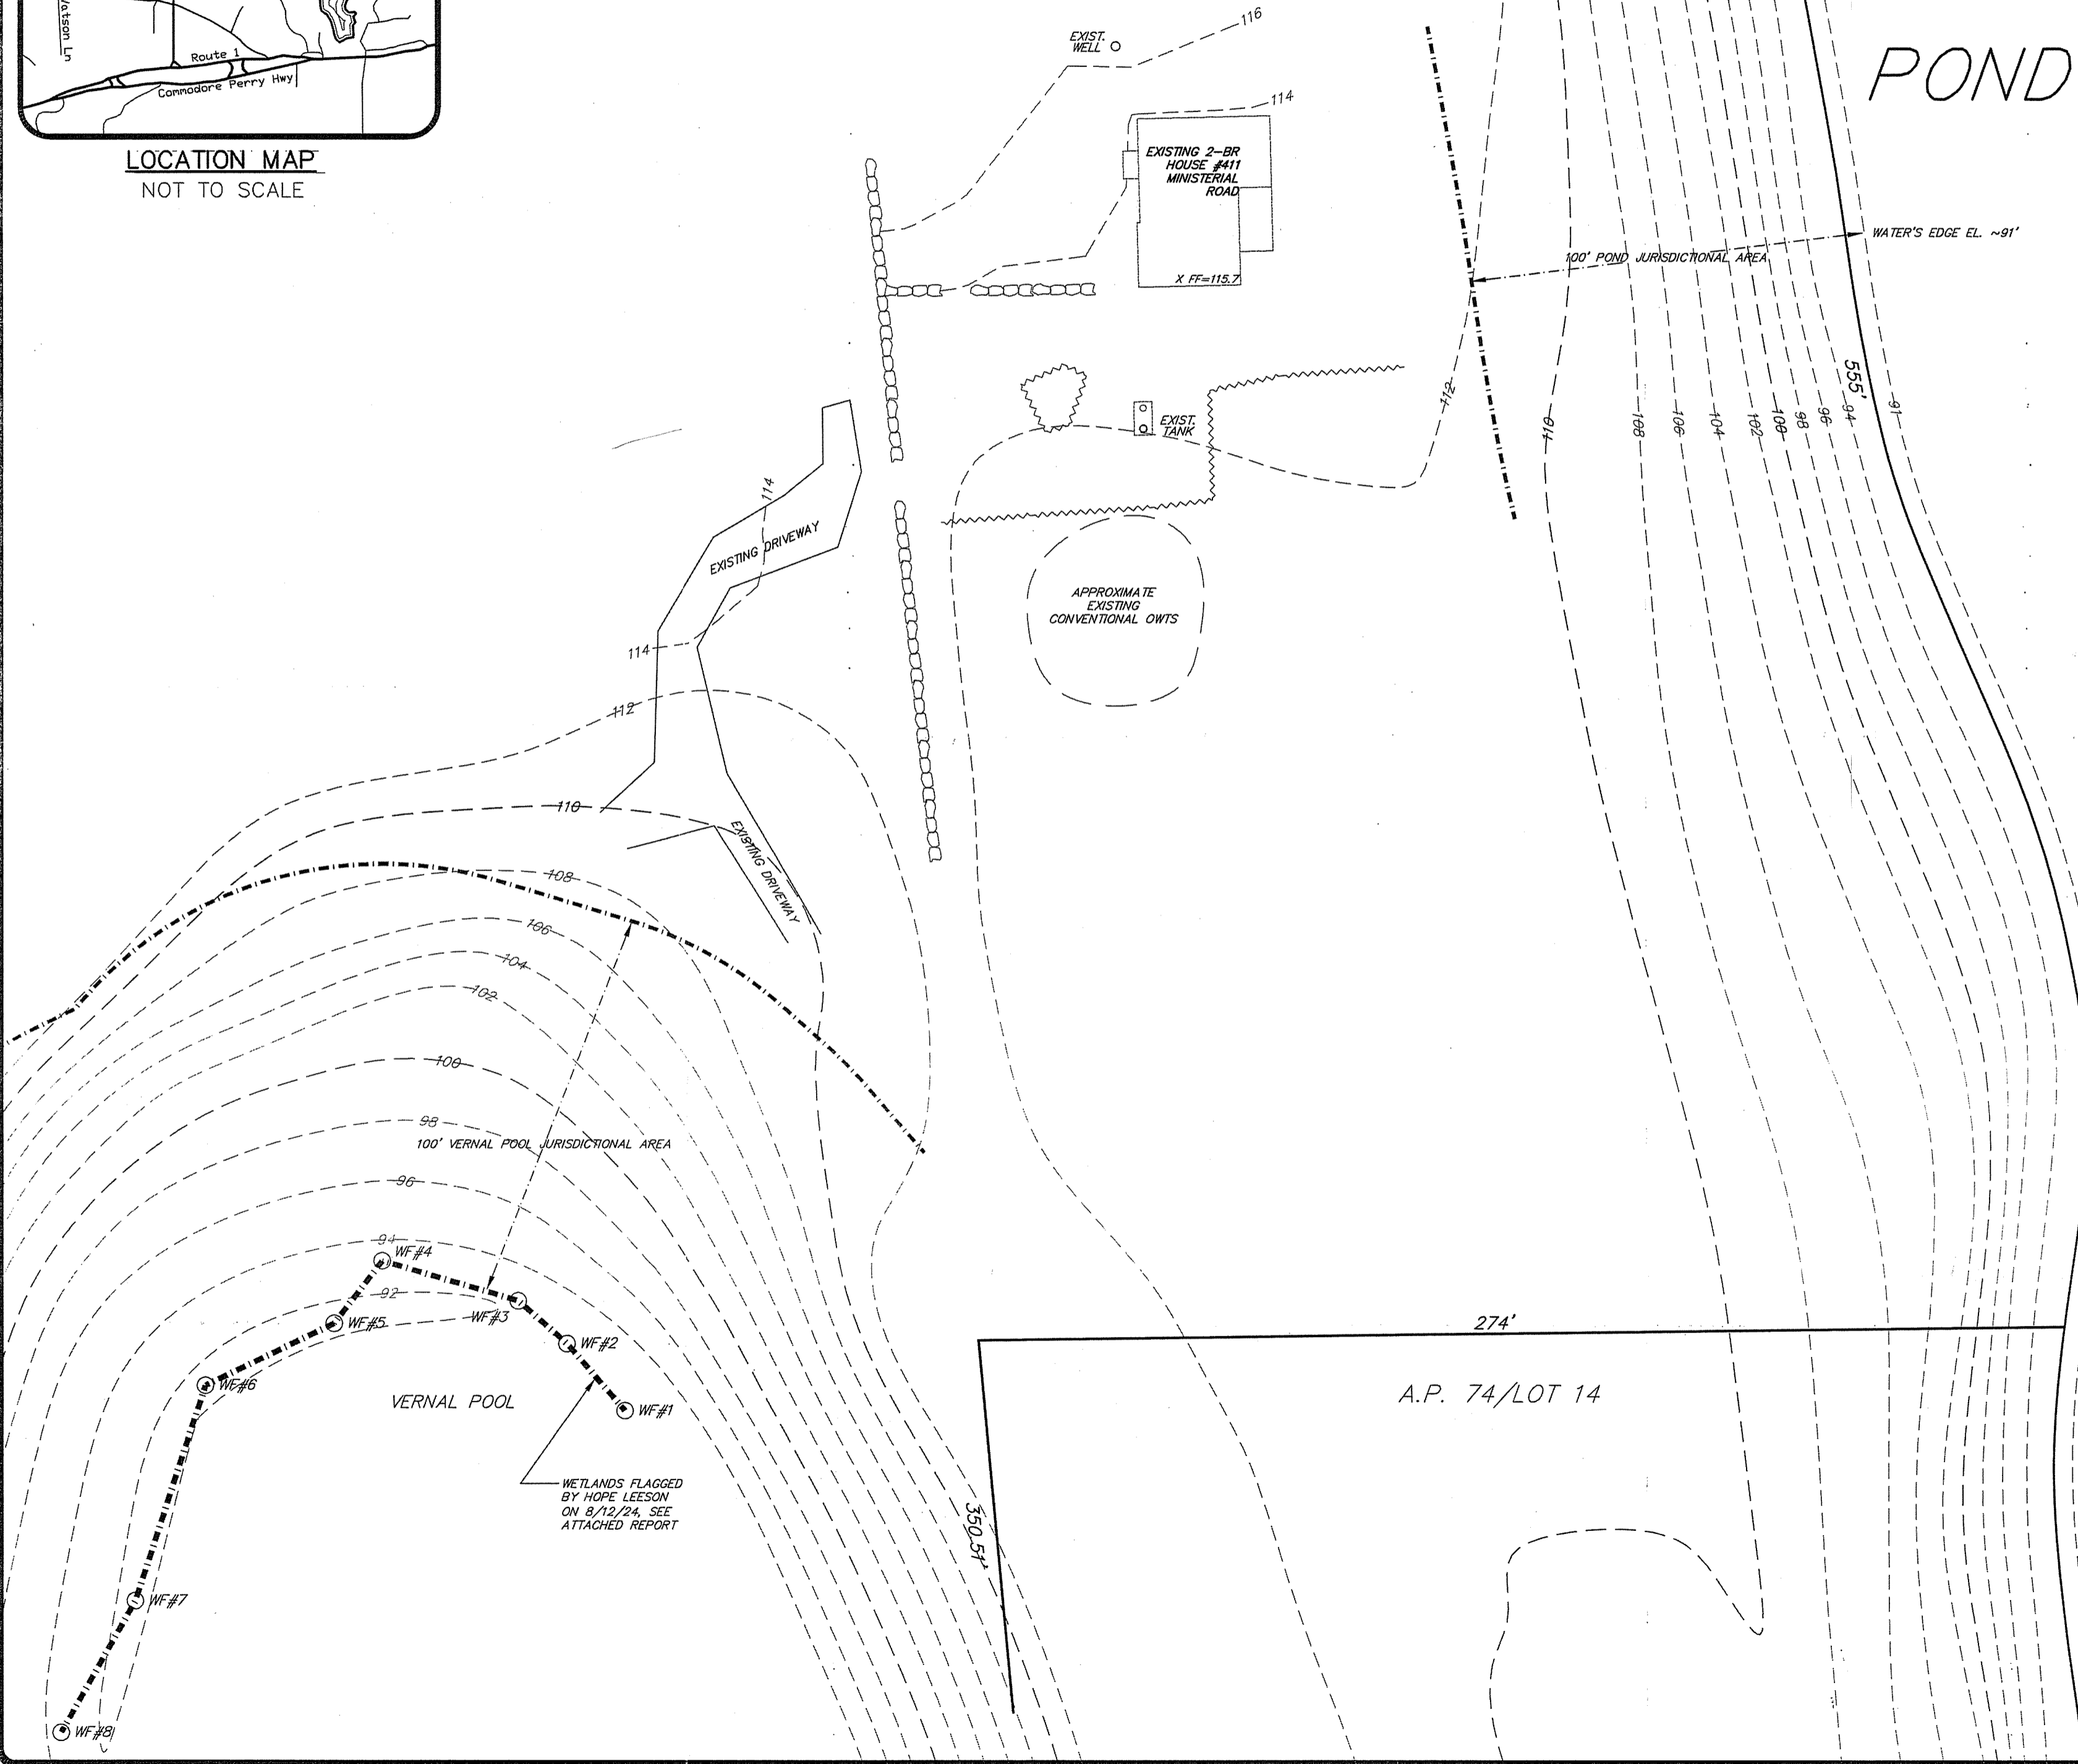 Watson Ln
Route 1
Commodore Perry Hwy
LOCATION MAP
NOT TO SCALE
EXIST.
WELL
116
114
POND
EXISTING 2-BR
HOUSE #411
MINISTERIAL
ROAD
X FF=115.7
WATER'S EDGE EL. ~91'
100' POND JURISDICTIONAL AREA
555'
112
110
108
106
104
102
100
98
96
94
91
EXIST.
TANK
114
EXISTING DRIVEWAY
APPROXIMATE
EXISTING
CONVENTIONAL OWTS
114
112
110
EXISTING DRIVEWAY
108
106
104
102
100
98
100' VERNAL POOL JURISDICTIONAL AREA
96
94
WF#4
92
WF#3
WF#5
WF#2
WF#6
VERNAL POOL
WF#1
274'
A.P. 74/LOT 14
WETLANDS FLAGGED
BY HOPE LEESON
ON 8/12/24, SEE
ATTACHED REPORT
350.51'
WF#7
WF#8